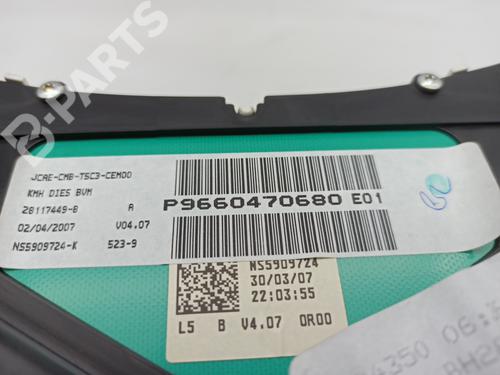 B-PARTS
JCAE-CMB-T5C3-CEM00
KMH DIES BVM
28117449-B A
02/04/2007 V04.07
NS5909724-K 523-9
P9660470680 E01
NS5909724
30/03/07
22:03:55
L5 B V4.07 0R00